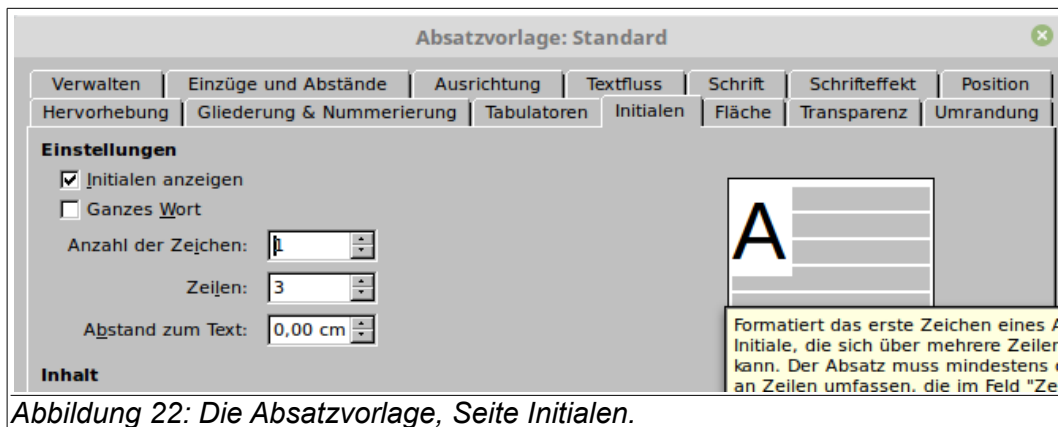 Absatzvorlage: Standard
Verwalten Einzüge und Abstände Ausrichtung Textfluss Schrift Schrifteffekt Position
Hervorhebung Gliederung & Nummerierung Tabulatoren Initialen Fläche Transparenz Umrandung
Einstellungen
Initialen anzeigen
Ganzes Wort
Anzahl der Zeichen: 1
Zeilen: 3
Abstand zum Text: 0,00 cm
Inhalt
A
Formatiert das erste Zeichen eines A
Initiale, die sich über mehrere Zeilen
kann. Der Absatz muss mindestens
an Zeilen umfassen, die im Feld "Ze
Abbildung 22: Die Absatzvorlage, Seite Initialen.